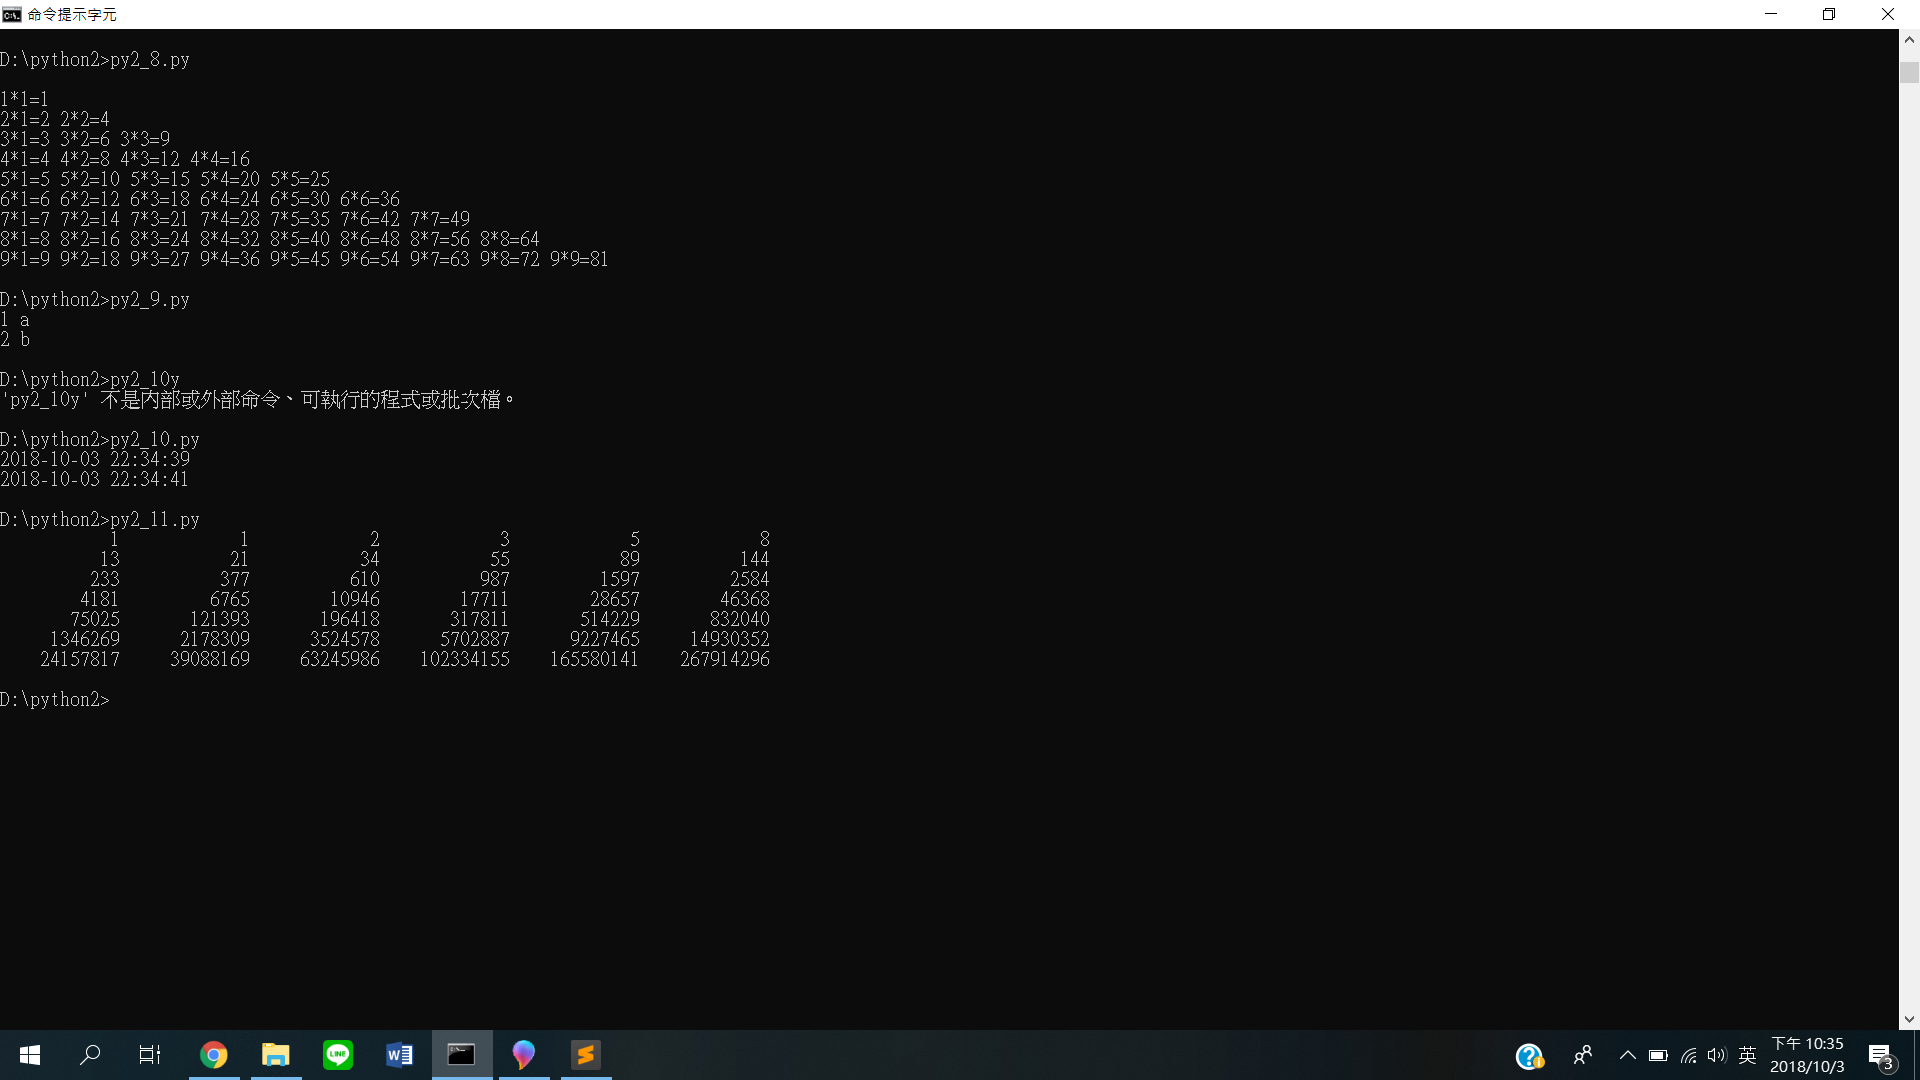 命令提示字元
D:\python2>py2_8.py
1*1=1
2*1=2 2*2=4
3*1=3 3*2=6 3*3=9
4*1=4 4*2=8 4*3=12 4*4=16
5*1=5 5*2=10 5*3=15 5*4=20 5*5=25
6*1=6 6*2=12 6*3=18 6*4=24 6*5=30 6*6=36
7*1=7 7*2=14 7*3=21 7*4=28 7*5=35 7*6=42 7*7=49
8*1=8 8*2=16 8*3=24 8*4=32 8*5=40 8*6=48 8*7=56 8*8=64
9*1=9 9*2=18 9*3=27 9*4=36 9*5=45 9*6=54 9*7=63 9*8=72 9*9=81
D:\python2>py2_9.py
1 a
2 b
D:\python2>py2_10y
'py2_10y' 不是內部或外部命令、可執行的程式或批次檔。
D:\python2>py2_10.py
2018-10-03 22:34:39
2018-10-03 22:34:41
D:\python2>py2_11.py
1 1 2 3 5 8
13 21 34 55 89 144
233 377 610 987 1597 2584
4181 6765 10946 17711 28657 46368
75025 121393 196418 317811 514229 832040
1346269 2178309 3524578 5702887 9227465 14930352
24157817 39088169 63245986 102334155 165580141 267914296
D:\python2>
LINE
英
下午 10:35
2018/10/3
3